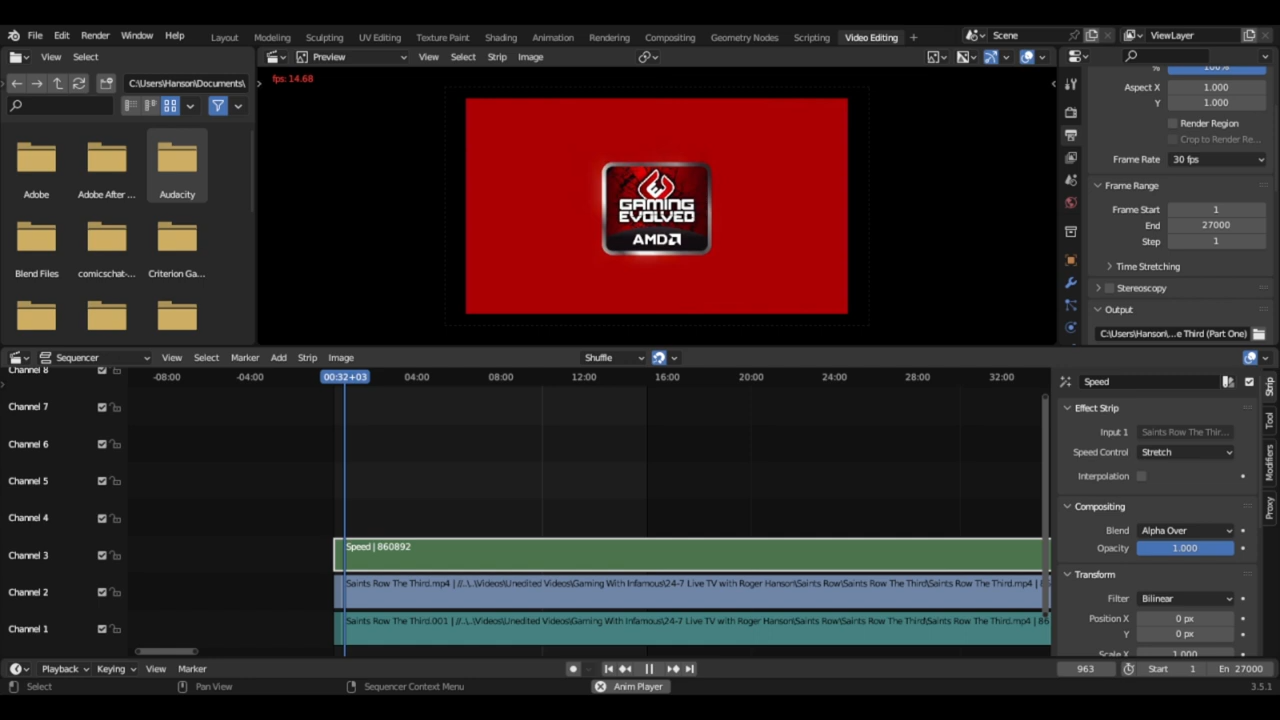 File Edit Render Window Help Layout Modeling Sculpting UV Editing Texture Paint Shading Animation Rendering Compositing Geometry Nodes Scripting Video Editing + Scene ViewLayer
View Select Preview View Select Strip Image
C:\Users\Hanson\Documents\
fps: 14.68
Adobe Adobe After ... Audacity
Blend Files comicschat-... Criterion Ga...
GAMING
EVOLVED
AMD
% 100%
Aspect X 1.000
Y 1.000
Render Region
Crop to Render Re...
Frame Rate 30 fps
Frame Range
Frame Start 1
End 27000
Step 1
Time Stretching
Stereoscopy
Output
C:\Users\Hanson\...e Third (Part One)
Sequencer View Select Marker Add Strip Image Shuffle
-08:00 -04:00 00:32+03 04:00 08:00 12:00 16:00 20:00 24:00 28:00 32:00
Channel 8
Channel 7
Channel 6
Channel 5
Channel 4
Channel 3 Speed | 860892
Channel 2 Saints Row The Third.mp4 | //..\..\Videos\Unedited Videos\Gaming With Infamous\24-7 Live TV with Roger Hanson\Saints Row\Saints Row The Third\Saints Row The Third.mp4 | 8
Channel 1 Saints Row The Third.001 | //..\..\Videos\Unedited Videos\Gaming With Infamous\24-7 Live TV with Roger Hanson\Saints Row\Saints Row The Third\Saints Row The Third.mp4 | 86
Speed
Effect Strip
Input 1 Saints Row The Thir...
Speed Control Stretch
Interpolation
Compositing
Blend Alpha Over
Opacity 1.000
Transform
Filter Bilinear
Position X 0 px
Y 0 px
Scale X 1.000
Strip
Tool
Modifiers
Proxy
Playback Keying View Marker 963 Start 1 En 27000
Select Pan View Sequencer Context Menu Anim Player 3.5.1